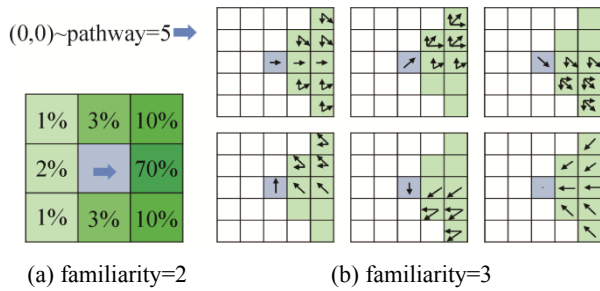 (0,0)~pathway=5
1% 3% 10%
2% 70%
1% 3% 10%
(a) familiarity=2
(b) familiarity=3